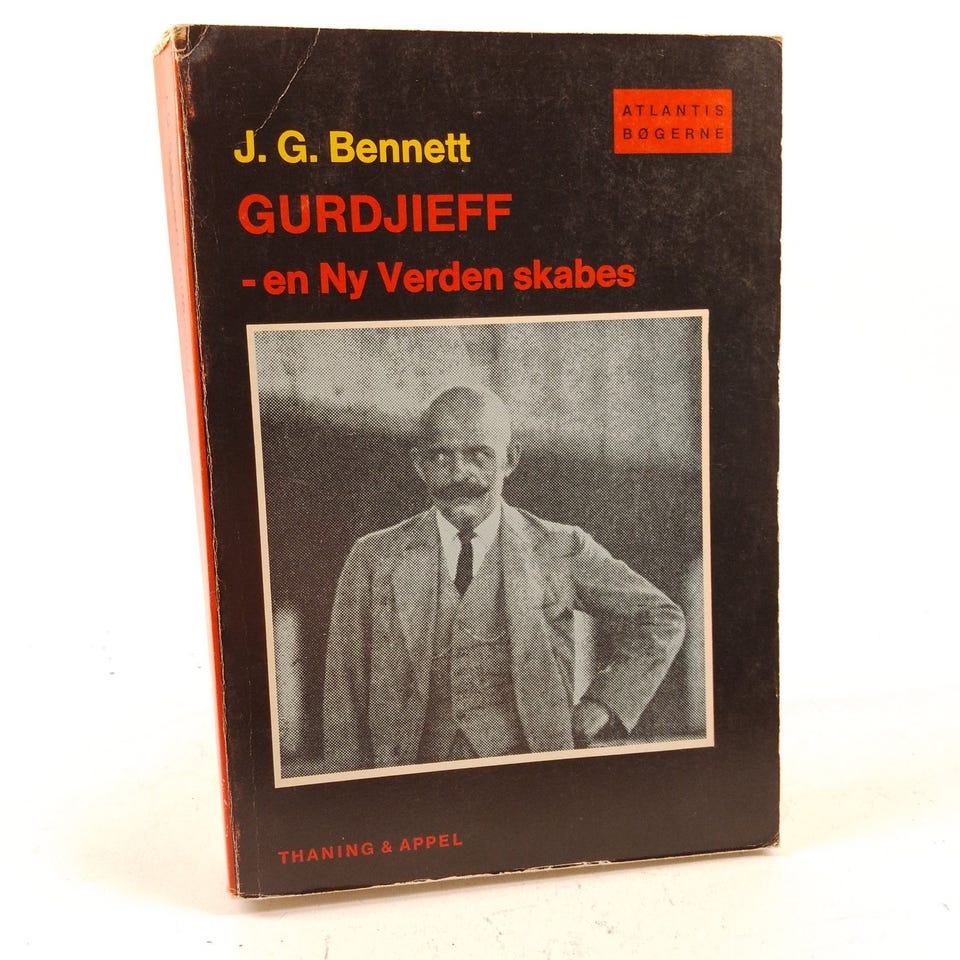 ATLANTIS
BØGERNE
J. G. Bennett
GURDJIEFF
- en Ny Verden skabes
THANING & APPEL